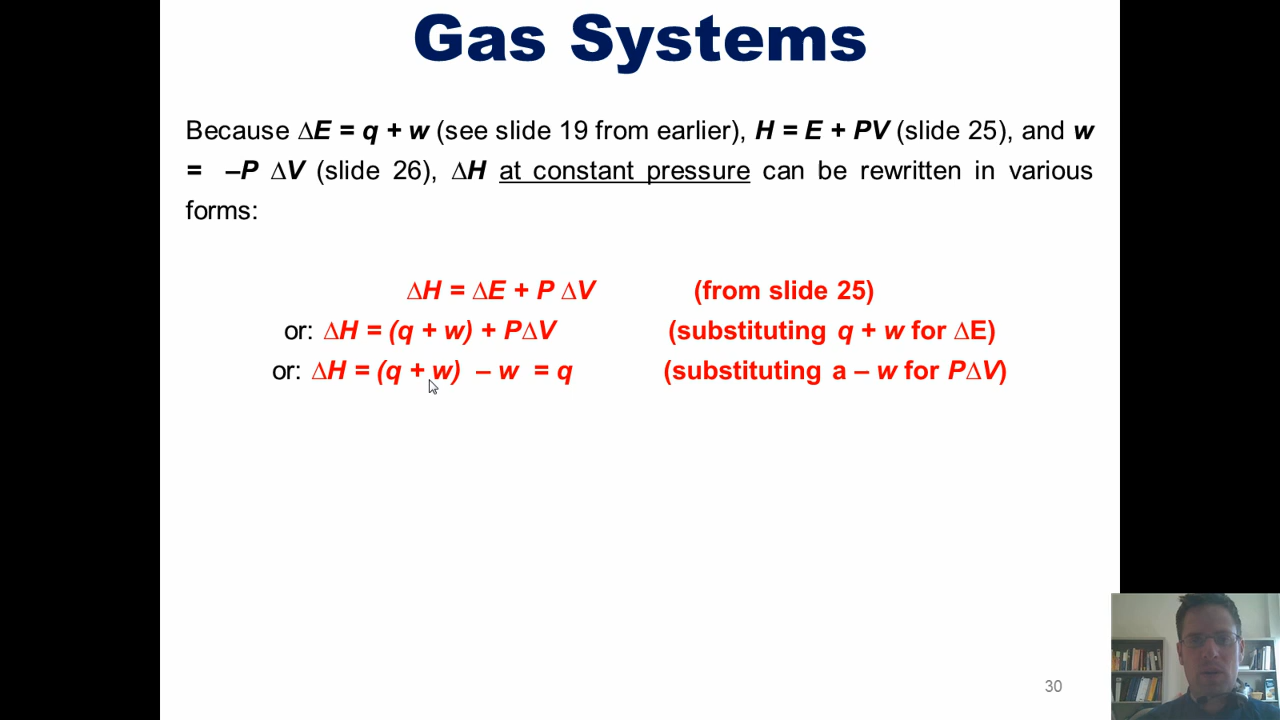 Gas Systems
Because ∆E = q + w (see slide 19 from earlier), H = E + PV (slide 25), and w
= –P ∆V (slide 26), ∆H at constant pressure can be rewritten in various
forms:
∆H = ∆E + P ∆V (from slide 25)
or: ∆H = (q + w) + P∆V (substituting q + w for ∆E)
or: ∆H = (q + w) – w = q (substituting a – w for P∆V)
30